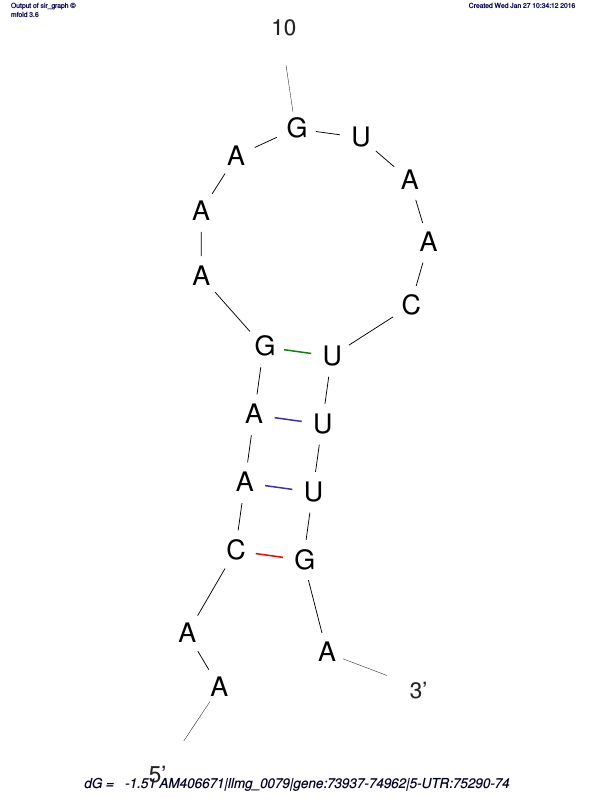 Output of sir_graph ©
mfold 3.6
Created Wed Jan 27 10:34:12 2016
10
G U
A
A
A
A
A
C
G U
A U
A U
C G
A
A
A
3’
5’
dG = -1.51 AM406671|llmg_0079|gene:73937-74962|5-UTR:75290-74